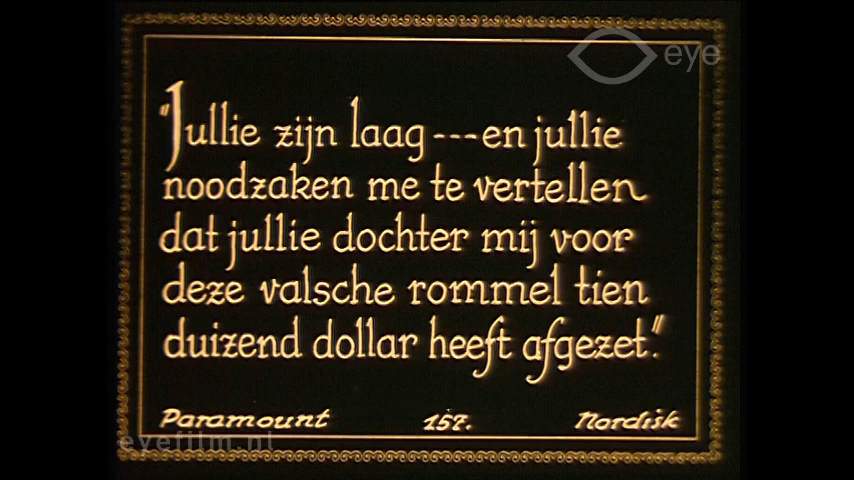 eye
"Jullie zijn laag --- en jullie
noodzaken me te vertellen
dat jullie dochter mij voor
deze valsche rommel tien
duizend dollar heeft afgezet."
Paramount 157. Nordisk
eyefilm.nl